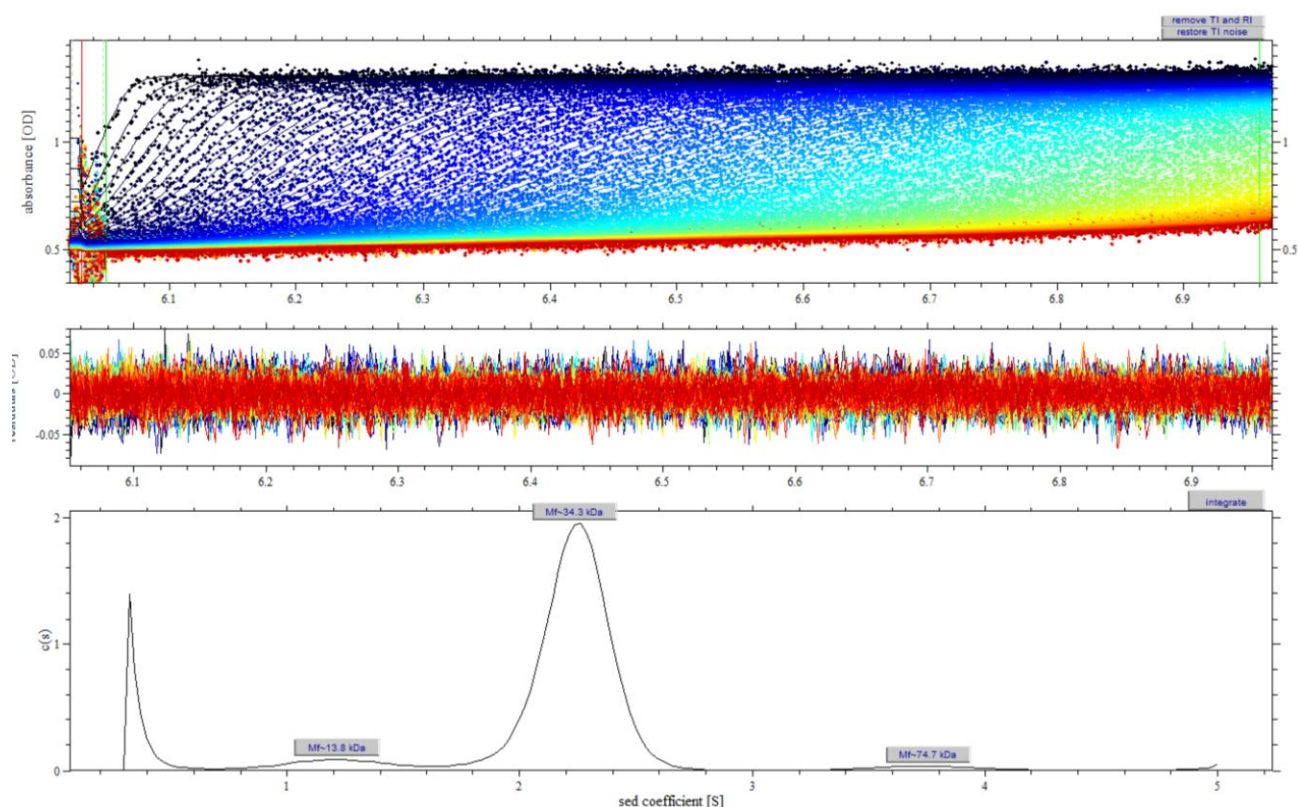 remove TI and RI
restore TI noise
absorbance [OD]
1
0.5
1
0.5
6.1 6.2 6.3 6.4 6.5 6.6 6.7 6.8 6.9
0.05
0
-0.05
6.1 6.2 6.3 6.4 6.5 6.6 6.7 6.8 6.9
integrate
Mf~34.3 kDa
Mf~13.8 kDa
Mf~74.7 kDa
c(s)
2
1
0
1 2 3 4 5
sed coefficient [S]